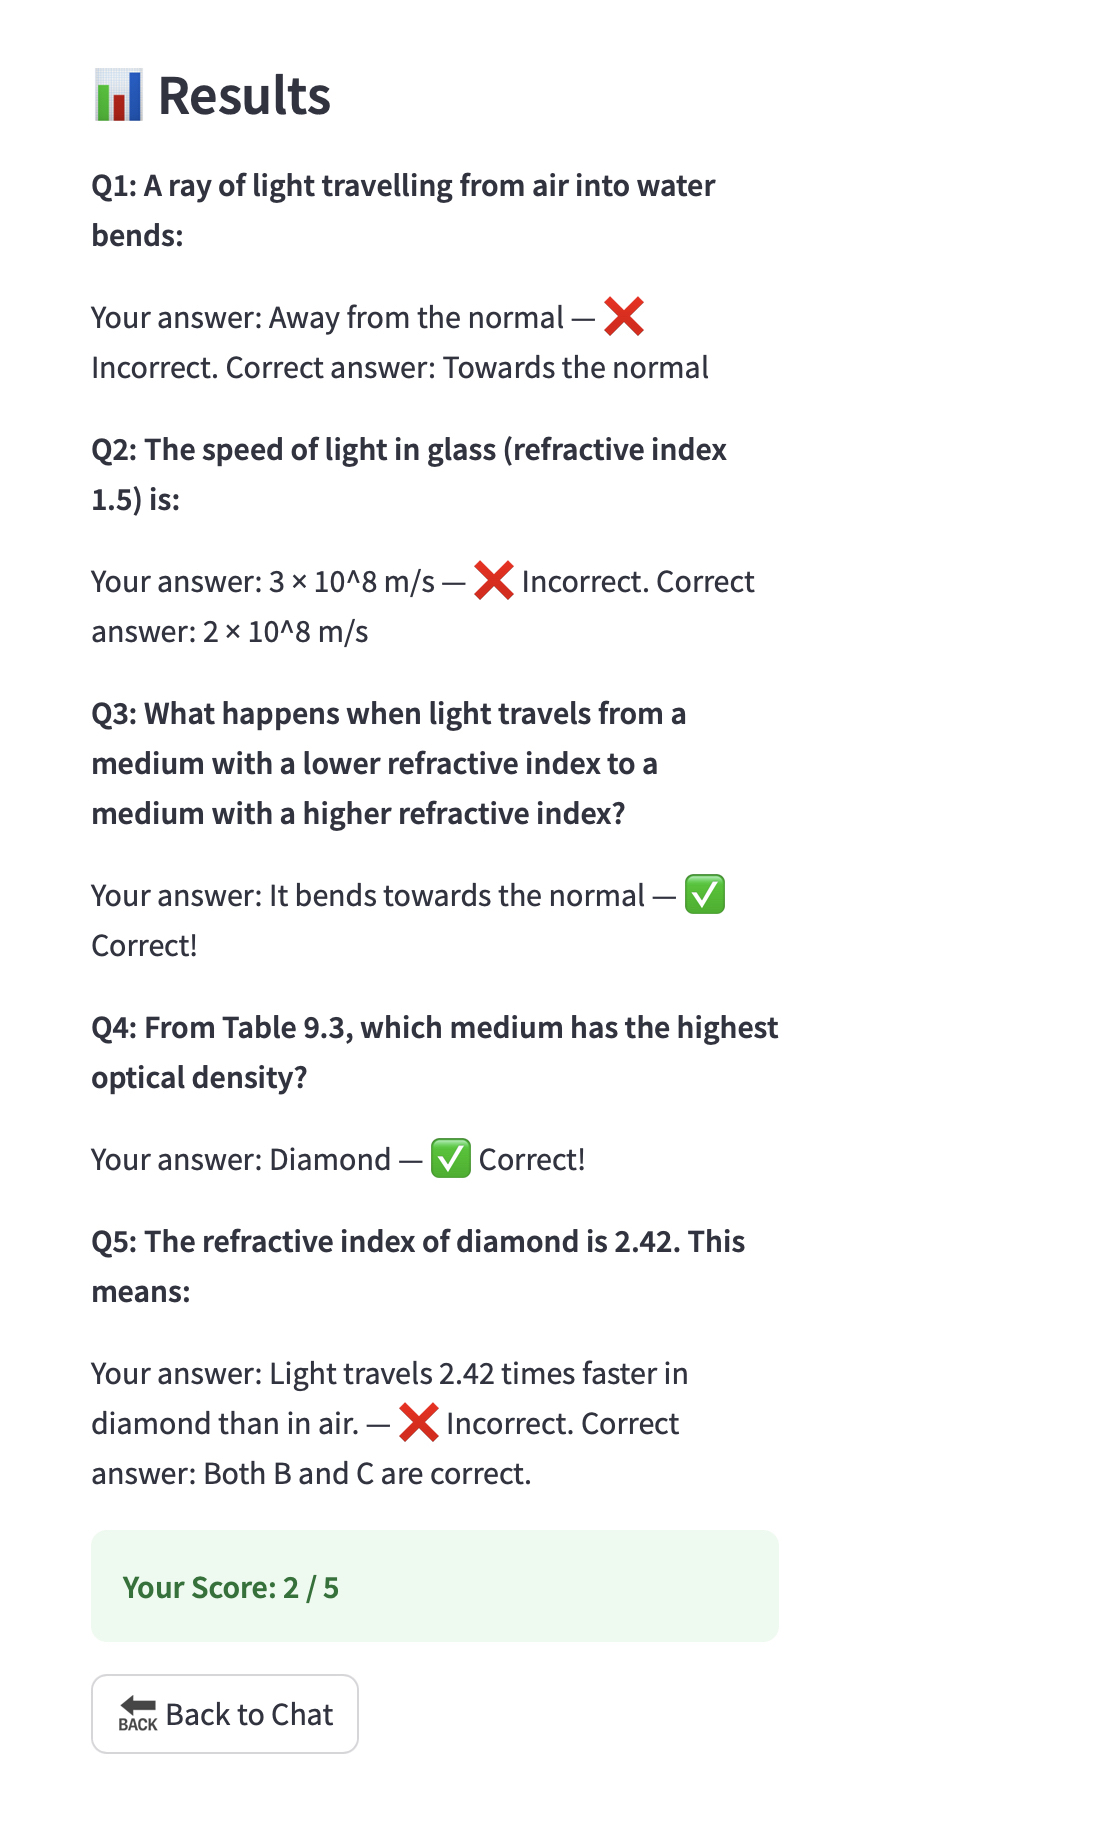 Results
Q1: A ray of light travelling from air into water
bends:
Your answer: Away from the normal — ❌
Incorrect. Correct answer: Towards the normal
Q2: The speed of light in glass (refractive index
1.5) is:
Your answer: 3 × 10^8 m/s — ❌ Incorrect. Correct
answer: 2 × 10^8 m/s
Q3: What happens when light travels from a
medium with a lower refractive index to a
medium with a higher refractive index?
Your answer: It bends towards the normal — ✅
Correct!
Q4: From Table 9.3, which medium has the highest
optical density?
Your answer: Diamond — ✅ Correct!
Q5: The refractive index of diamond is 2.42. This
means:
Your answer: Light travels 2.42 times faster in
diamond than in air. — ❌ Incorrect. Correct
answer: Both B and C are correct.
Your Score: 2 / 5
BACK Back to Chat